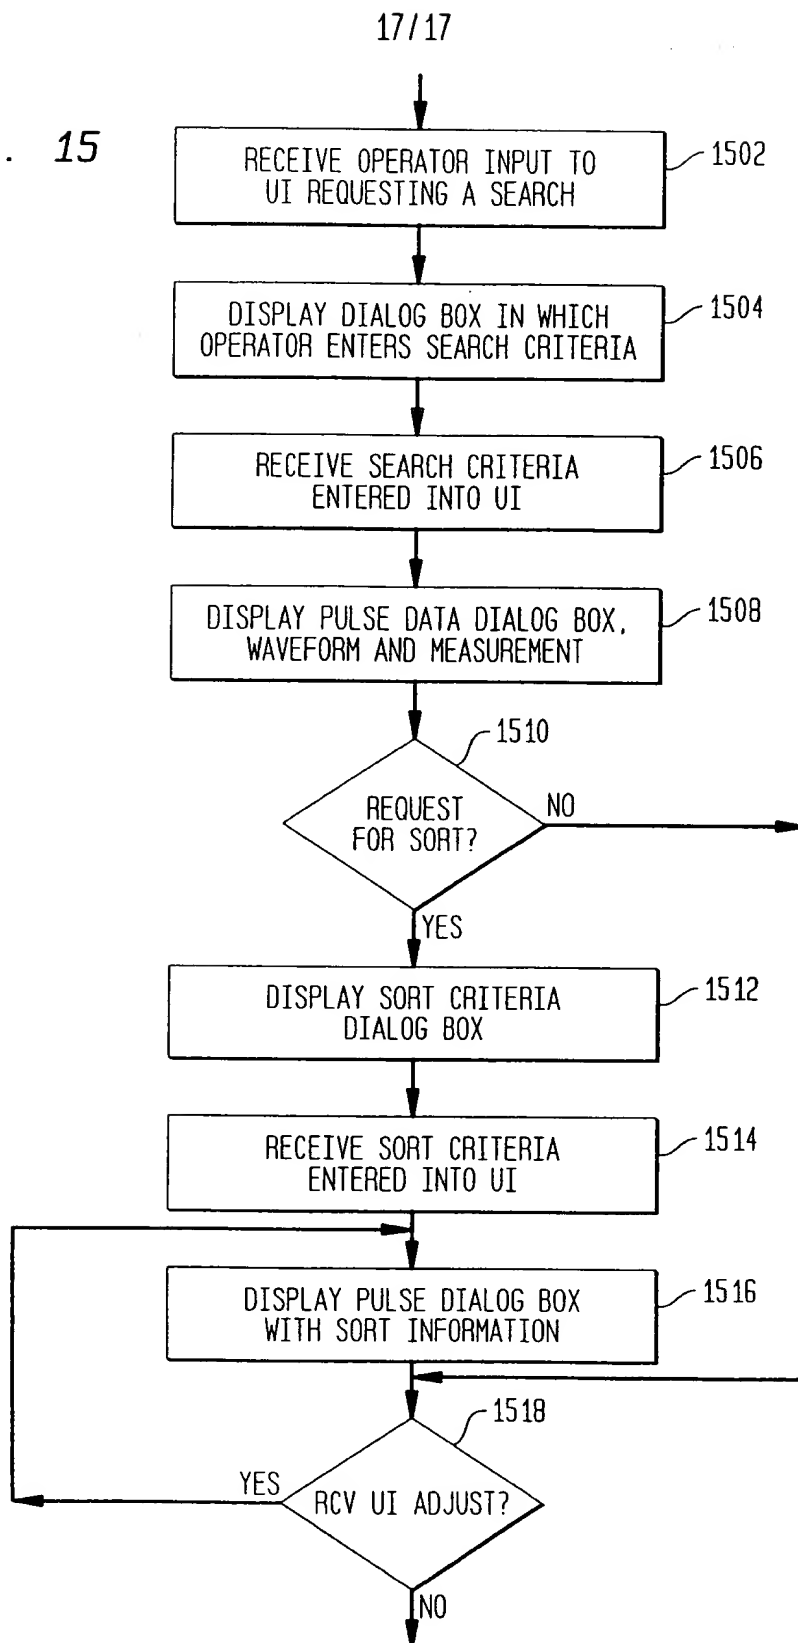 17/17
. 15
RECEIVE OPERATOR INPUT TO
UI REQUESTING A SEARCH
1502
DISPLAY DIALOG BOX IN WHICH
OPERATOR ENTERS SEARCH CRITERIA
1504
RECEIVE SEARCH CRITERIA
ENTERED INTO UI
1506
DISPLAY PULSE DATA DIALOG BOX,
WAVEFORM AND MEASUREMENT
1508
1510
REQUEST
FOR SORT?
NO
YES
DISPLAY SORT CRITERIA
DIALOG BOX
1512
RECEIVE SORT CRITERIA
ENTERED INTO UI
1514
DISPLAY PULSE DIALOG BOX
WITH SORT INFORMATION
1516
1518
YES
RCV UI ADJUST?
NO